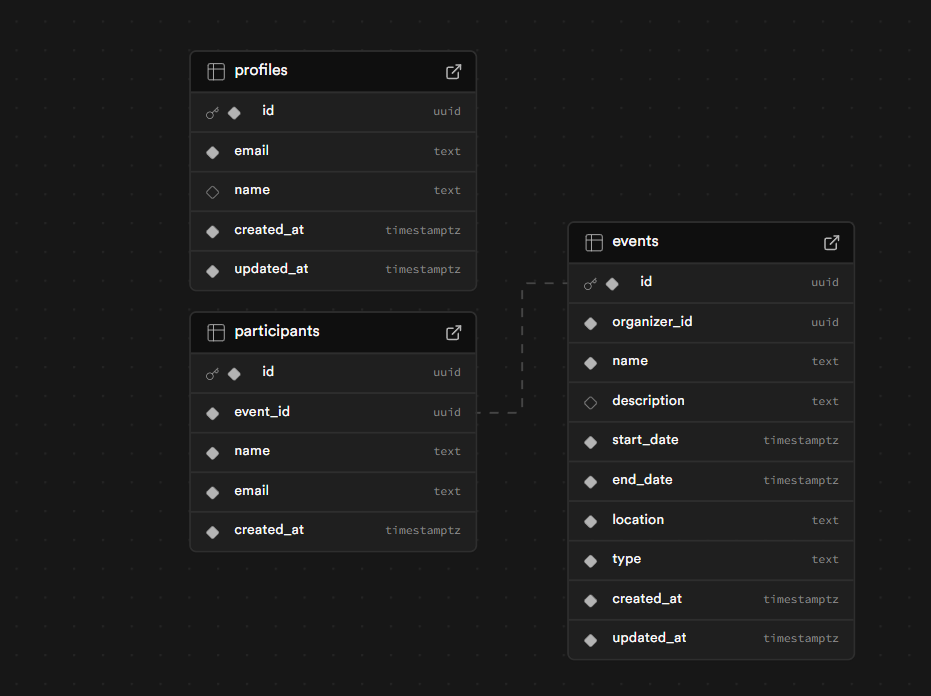 profiles
id uuid
email text
name text
created_at timestamptz
updated_at timestamptz
participants
id uuid
event_id uuid
name text
email text
created_at timestamptz
events
id uuid
organizer_id uuid
name text
description text
start_date timestamptz
end_date timestamptz
location text
type text
created_at timestamptz
updated_at timestamptz